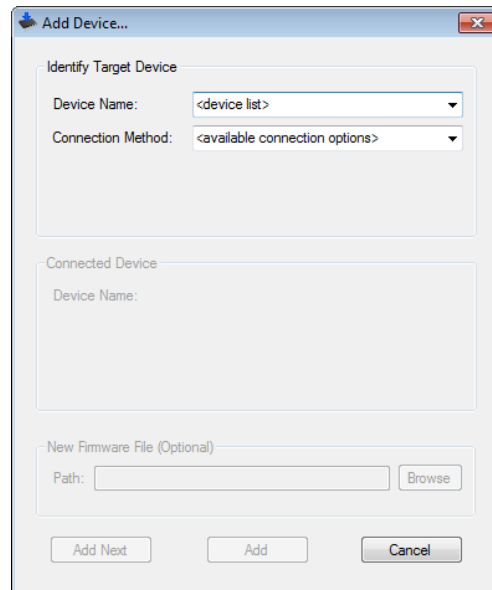 Add Device...
Identify Target Device
Device Name: <device list>
Connection Method: <available connection options>
Connected Device
Device Name:
New Firmware File (Optional)
Path: Browse
Add Next Add Cancel